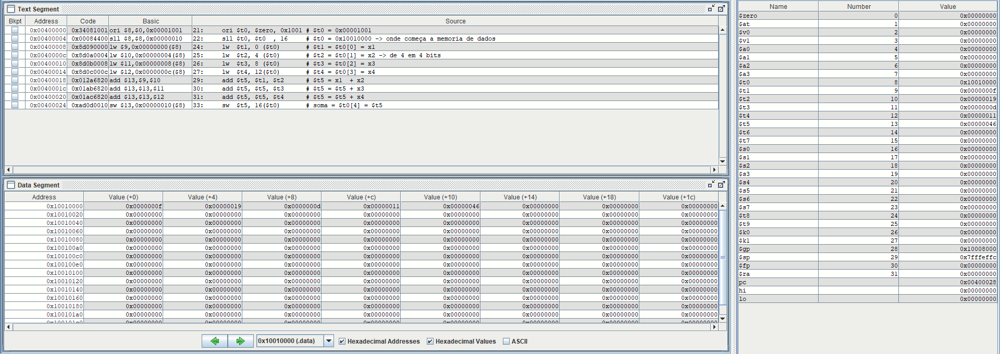 Text Segment
Bkpt Address Code Basic Source
0x00400000 0x34081001 ori $8,$0,0x00001001 21: ori $t0, $zero, 0x1001 # $t0 = 0x00001001
0x00400004 0x00084400 sll $8,$8,0x00000010 22: sll $t0, $t0 , 16 # $t0 = 0x10010000 -> onde começa a memoria de dados
0x00400008 0x8d090000 lw $9,0x00000000($8) 24: lw $t1, 0 ($t0) # $t1 = $t0[0] = x1
0x0040000c 0x8d0a0004 lw $10,0x00000004($8) 25: lw $t2, 4 ($t0) # $t2 = $t0[1] = x2 -> de 4 em 4 bits
0x00400010 0x8d0b0008 lw $11,0x00000008($8) 26: lw $t3, 8 ($t0) # $t3 = $t0[2] = x3
0x00400014 0x8d0c000c lw $12,0x0000000c($8) 27: lw $t4, 12($t0) # $t4 = $t0[3] = x4
0x00400018 0x012a6820 add $13,$9,$10 29: add $t5, $t1, $t2 # $t5 = x1 + x2
0x0040001c 0x01ab6820 add $13,$13,$11 30: add $t5, $t5, $t3 # $t5 = $t5 + x3
0x00400020 0x01ac6820 add $13,$13,$12 31: add $t5, $t5, $t4 # $t5 = $t5 + x4
0x00400024 0xad0d0010 sw $13,0x00000010($8) 33: sw $t5, 16($t0) # soma = $t0[4] = $t5
Data Segment
Address Value (+0) Value (+4) Value (+8) Value (+c) Value (+10) Value (+14) Value (+18) Value (+1c)
0x10010000 0x0000000f 0x00000019 0x0000000d 0x00000011 0x00000046 0x00000000 0x00000000 0x00000000
0x10010020 0x00000000 0x00000000 0x00000000 0x00000000 0x00000000 0x00000000 0x00000000 0x00000000
0x10010040 0x00000000 0x00000000 0x00000000 0x00000000 0x00000000 0x00000000 0x00000000 0x00000000
0x10010060 0x00000000 0x00000000 0x00000000 0x00000000 0x00000000 0x00000000 0x00000000 0x00000000
0x10010080 0x00000000 0x00000000 0x00000000 0x00000000 0x00000000 0x00000000 0x00000000 0x00000000
0x100100a0 0x00000000 0x00000000 0x00000000 0x00000000 0x00000000 0x00000000 0x00000000 0x00000000
0x100100c0 0x00000000 0x00000000 0x00000000 0x00000000 0x00000000 0x00000000 0x00000000 0x00000000
0x100100e0 0x00000000 0x00000000 0x00000000 0x00000000 0x00000000 0x00000000 0x00000000 0x00000000
0x10010100 0x00000000 0x00000000 0x00000000 0x00000000 0x00000000 0x00000000 0x00000000 0x00000000
0x10010120 0x00000000 0x00000000 0x00000000 0x00000000 0x00000000 0x00000000 0x00000000 0x00000000
0x10010140 0x00000000 0x00000000 0x00000000 0x00000000 0x00000000 0x00000000 0x00000000 0x00000000
0x10010160 0x00000000 0x00000000 0x00000000 0x00000000 0x00000000 0x00000000 0x00000000 0x00000000
0x10010180 0x00000000 0x00000000 0x00000000 0x00000000 0x00000000 0x00000000 0x00000000 0x00000000
0x100101a0 0x00000000 0x00000000 0x00000000 0x00000000 0x00000000 0x00000000 0x00000000 0x00000000
0x10010000 (.data) Hexadecimal Addresses Hexadecimal Values ASCII
Name Number Value
$zero 0 0x00000000
$at 1 0x00000000
$v0 2 0x00000000
$v1 3 0x00000000
$a0 4 0x00000000
$a1 5 0x00000000
$a2 6 0x00000000
$a3 7 0x00000000
$t0 8 0x10010000
$t1 9 0x0000000f
$t2 10 0x00000019
$t3 11 0x0000000d
$t4 12 0x00000011
$t5 13 0x00000046
$t6 14 0x00000000
$t7 15 0x00000000
$s0 16 0x00000000
$s1 17 0x00000000
$s2 18 0x00000000
$s3 19 0x00000000
$s4 20 0x00000000
$s5 21 0x00000000
$s6 22 0x00000000
$s7 23 0x00000000
$t8 24 0x00000000
$t9 25 0x00000000
$k0 26 0x00000000
$k1 27 0x00000000
$gp 28 0x10008000
$sp 29 0x7fffeffc
$fp 30 0x00000000
$ra 31 0x00000000
pc 0x00400028
hi 0x00000000
lo 0x00000000